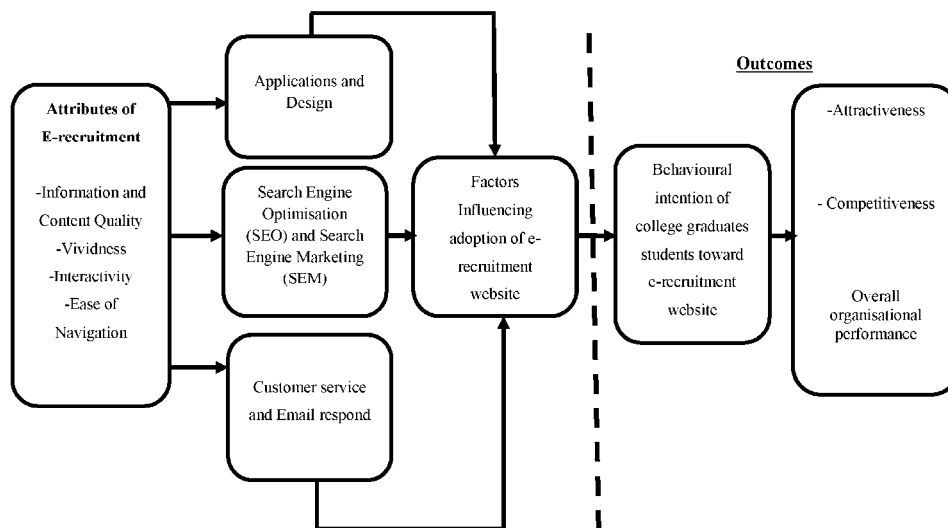 Attributes of
E-recruitment
-Information and
Content Quality
-Vividness
-Interactivity
-Ease of
Navigation
Applications and
Design
Search Engine
Optimisation
(SEO) and Search
Engine Marketing
(SEM)
Customer service
and Email respond
Factors
Influencing
adoption of e-
recruitment
website
Behavioural
intention of
college graduates
students toward
e-recruitment
website
Outcomes
-Attractiveness
- Competitiveness
Overall
organisational
performance